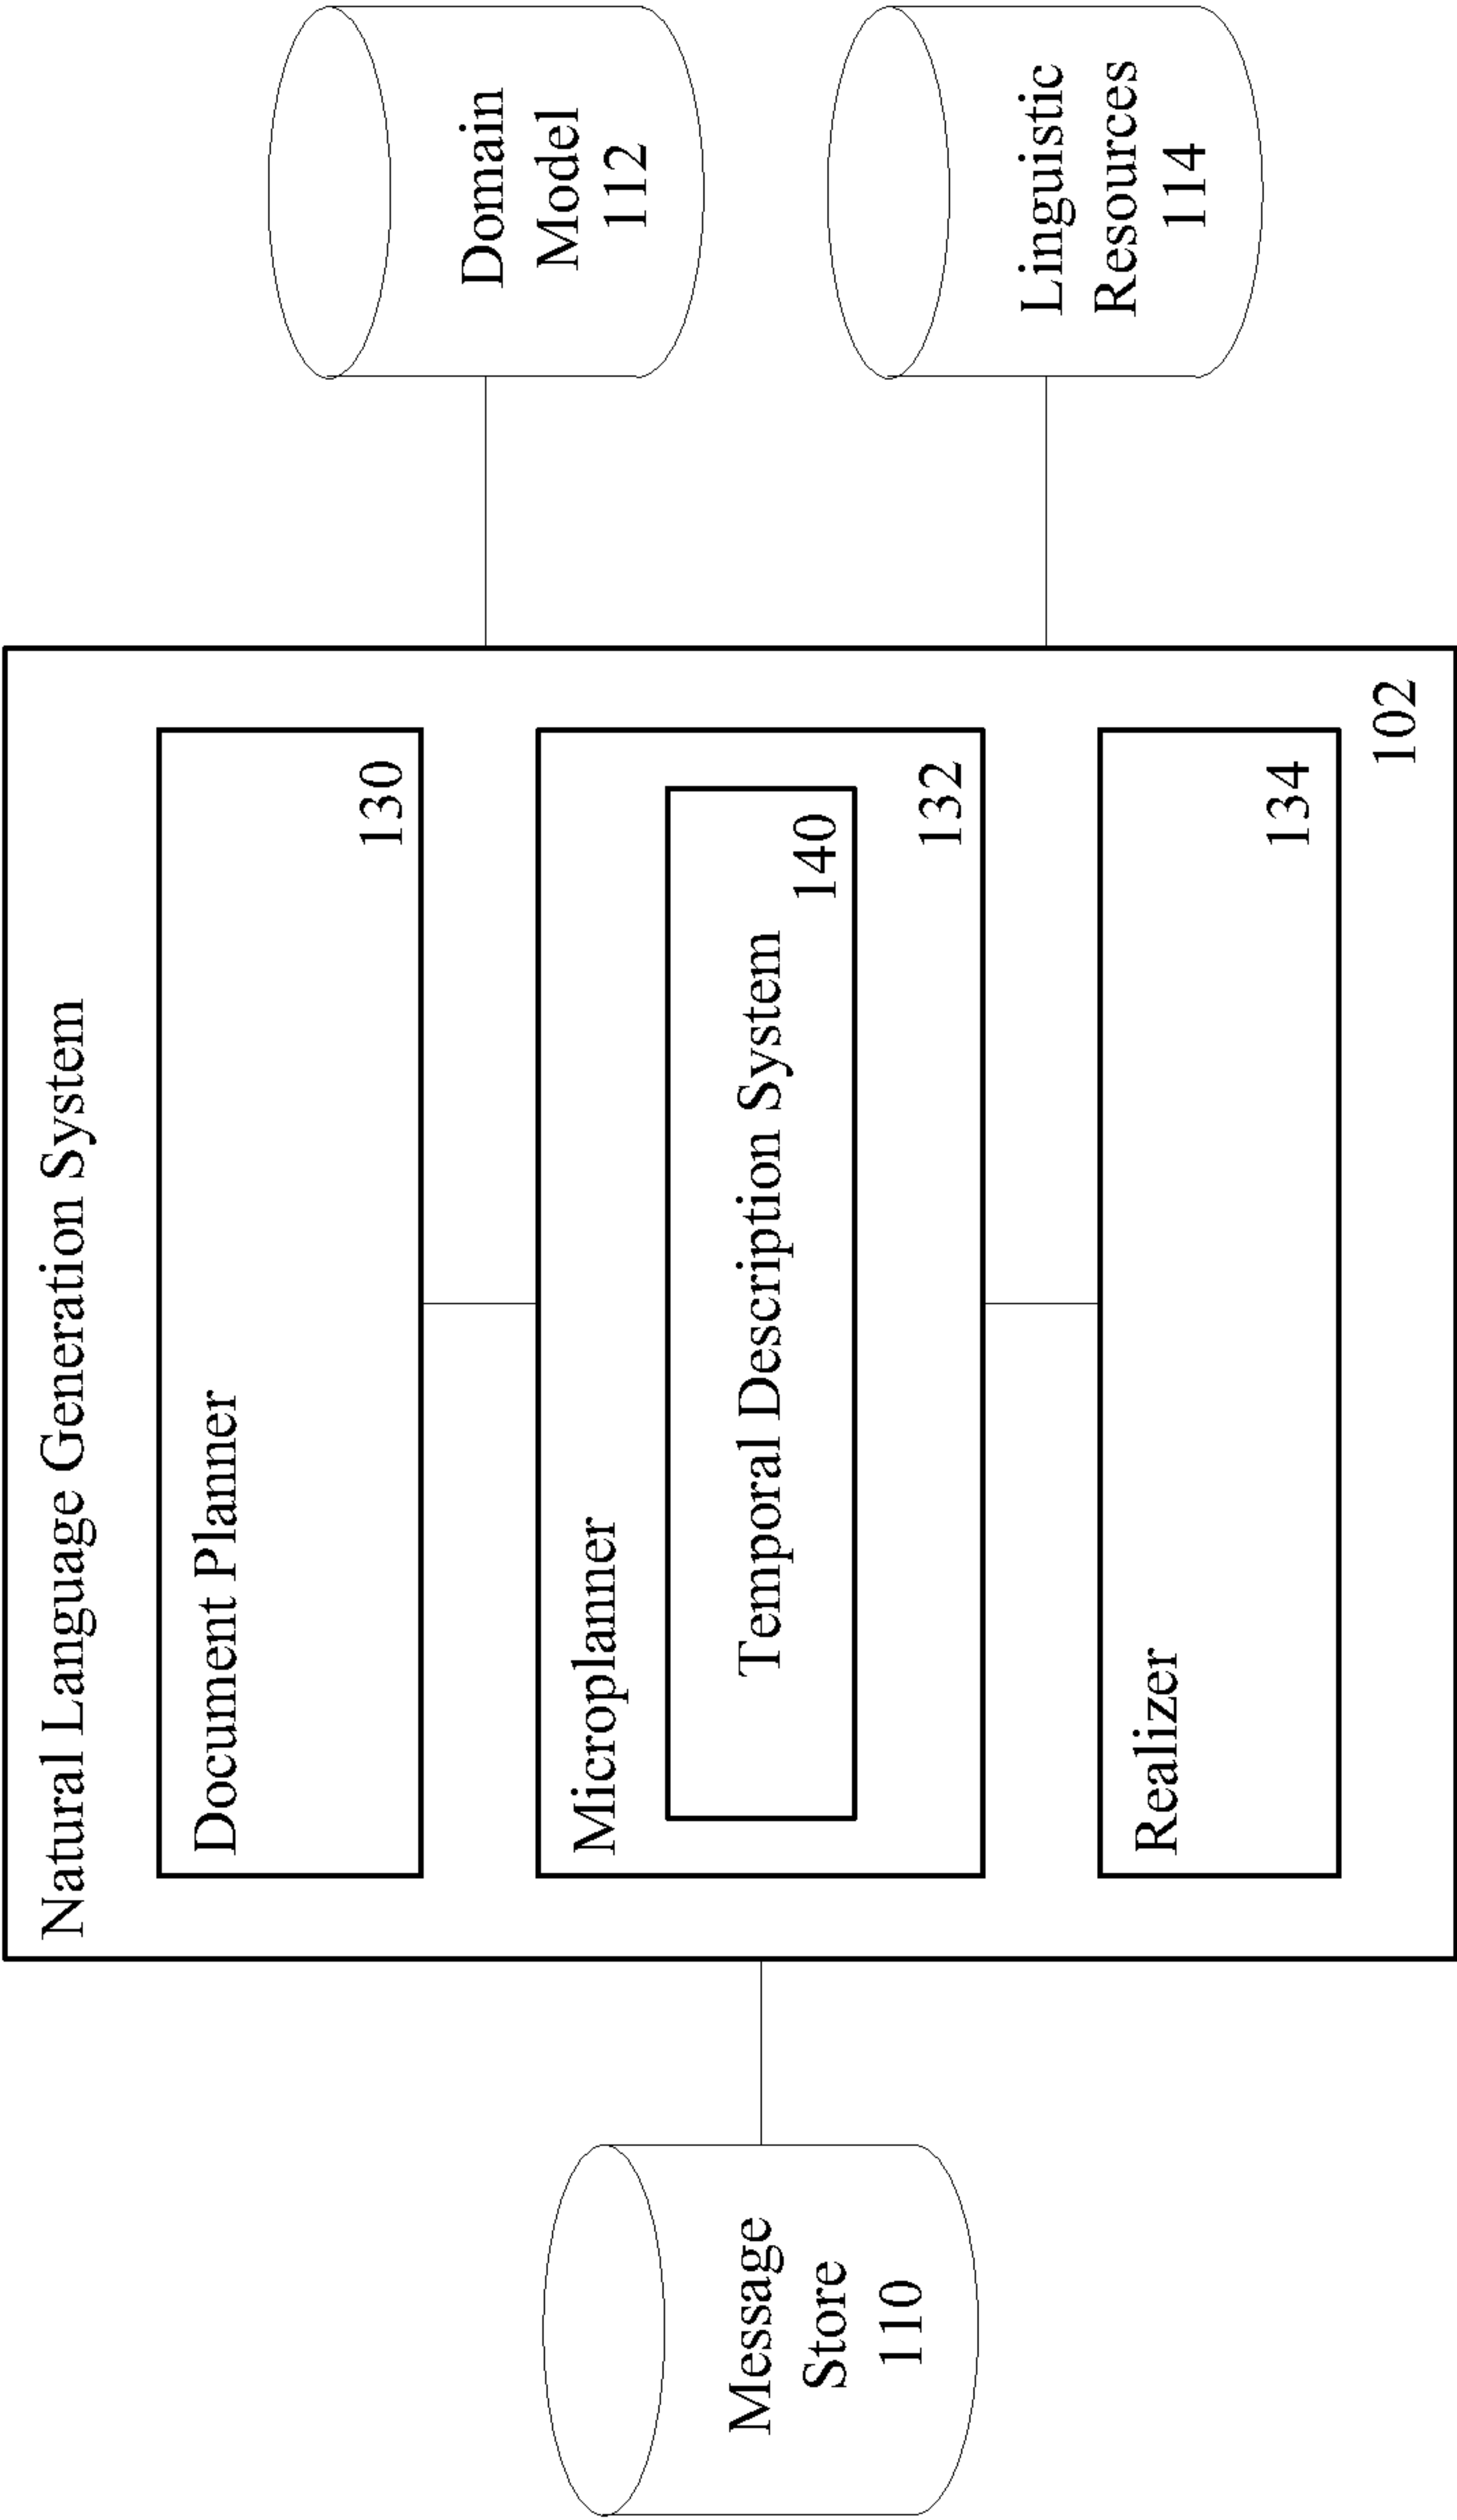 Natural Language Generation System
Document Planner
130
Microplanner
Temporal Description System
140
132
Realizer
134
102
Message
Store
110
Domain
Model
112
Linguistic
Resources
114